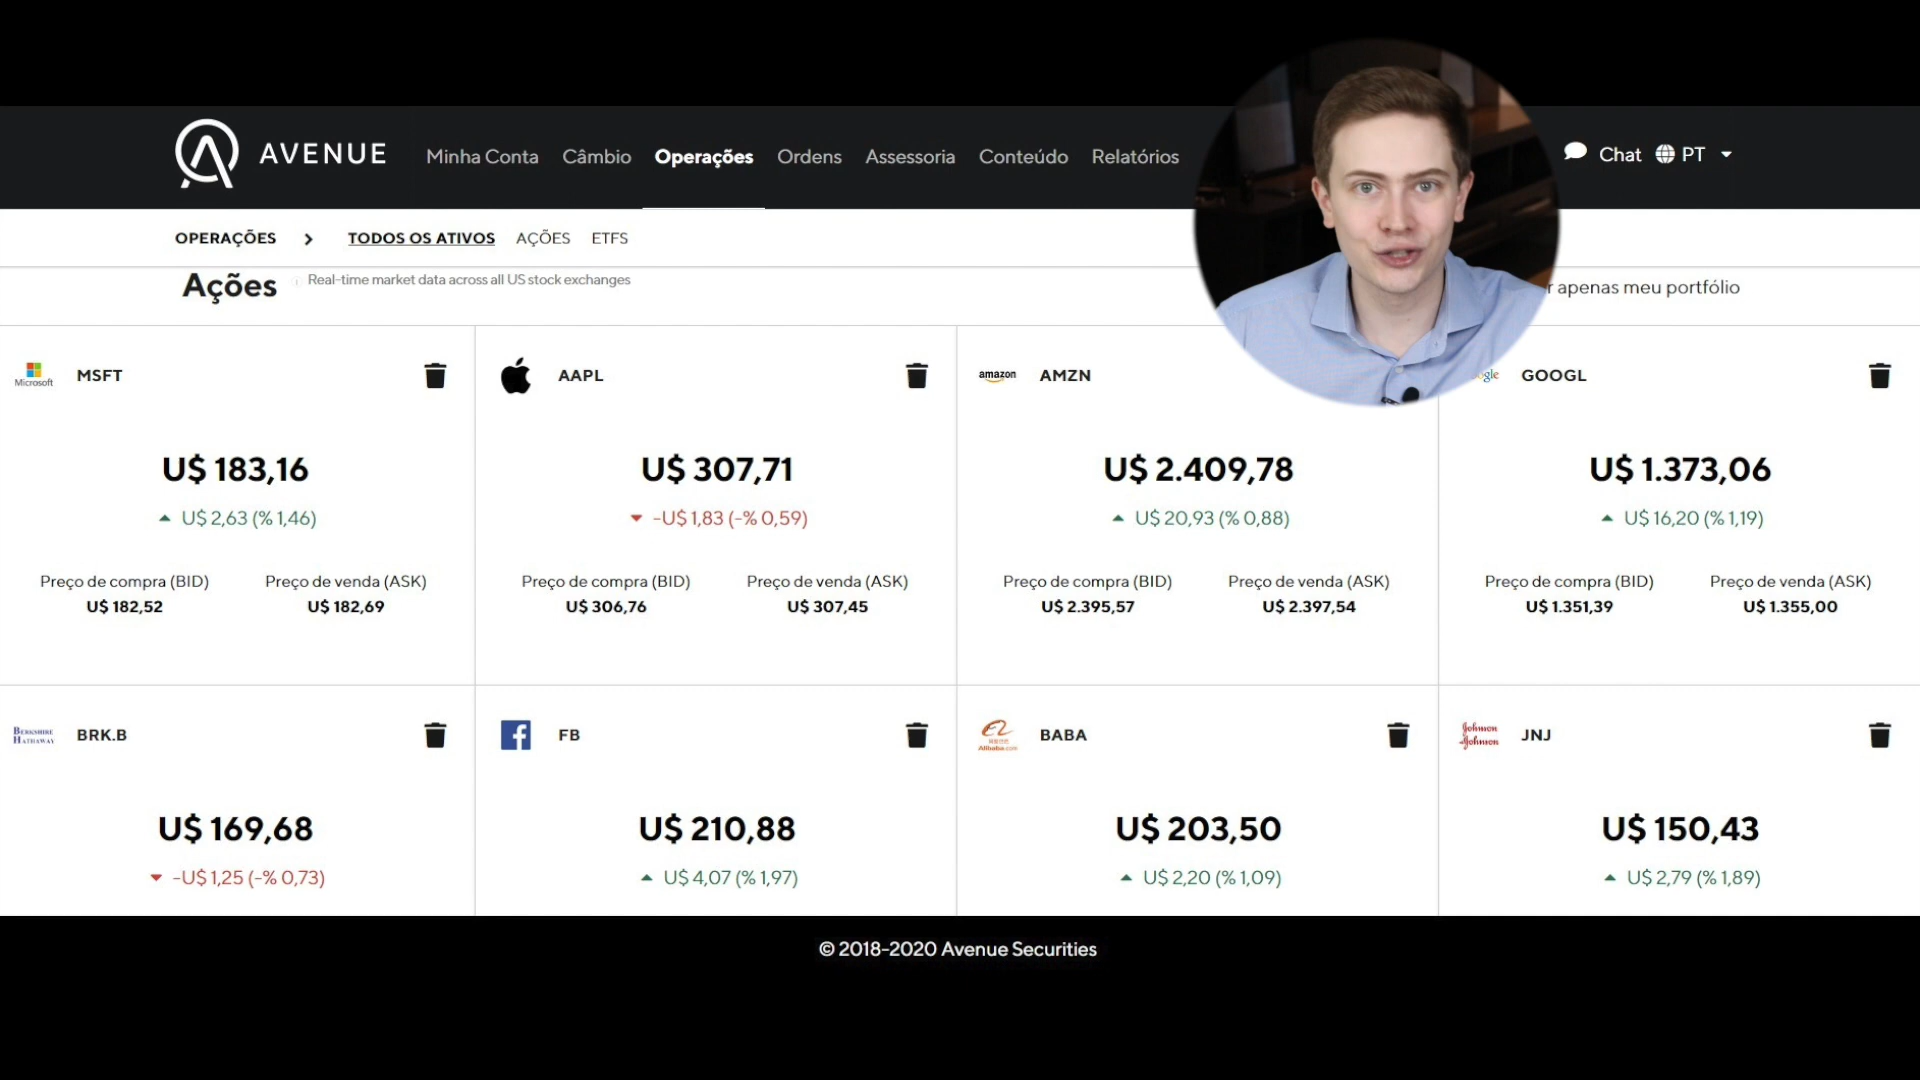 AVENUE
Minha Conta Câmbio Operações Ordens Assessoria Conteúdo Relatórios
Chat PT
OPERAÇÕES TODOS OS ATIVOS AÇÕES ETFS
Ações Real-time market data across all US stock exchanges
apenas meu portfólio
Microsoft MSFT
AAPL
amazon AMZN
GOOGL
U$ 183,16
U$ 307,71
U$ 2.409,78
U$ 1.373,06
U$ 2,63 (% 1,46)
-U$ 1,83 (-% 0,59)
U$ 20,93 (% 0,88)
U$ 16,20 (% 1,19)
Preço de compra (BID) Preço de venda (ASK)
Preço de compra (BID) Preço de venda (ASK)
Preço de compra (BID) Preço de venda (ASK)
Preço de compra (BID) Preço de venda (ASK)
U$ 182,52 U$ 182,69
U$ 306,76 U$ 307,45
U$ 2.395,57 U$ 2.397,54
U$ 1.351,39 U$ 1.355,00
BERKSHIRE
HATHAWAY
BRK.B
FB
Alibaba.com
BABA
Johnson
Johnson
JNJ
U$ 169,68
U$ 210,88
U$ 203,50
U$ 150,43
-U$ 1,25 (-% 0,73)
U$ 4,07 (% 1,97)
U$ 2,20 (% 1,09)
U$ 2,79 (% 1,89)
© 2018-2020 Avenue Securities